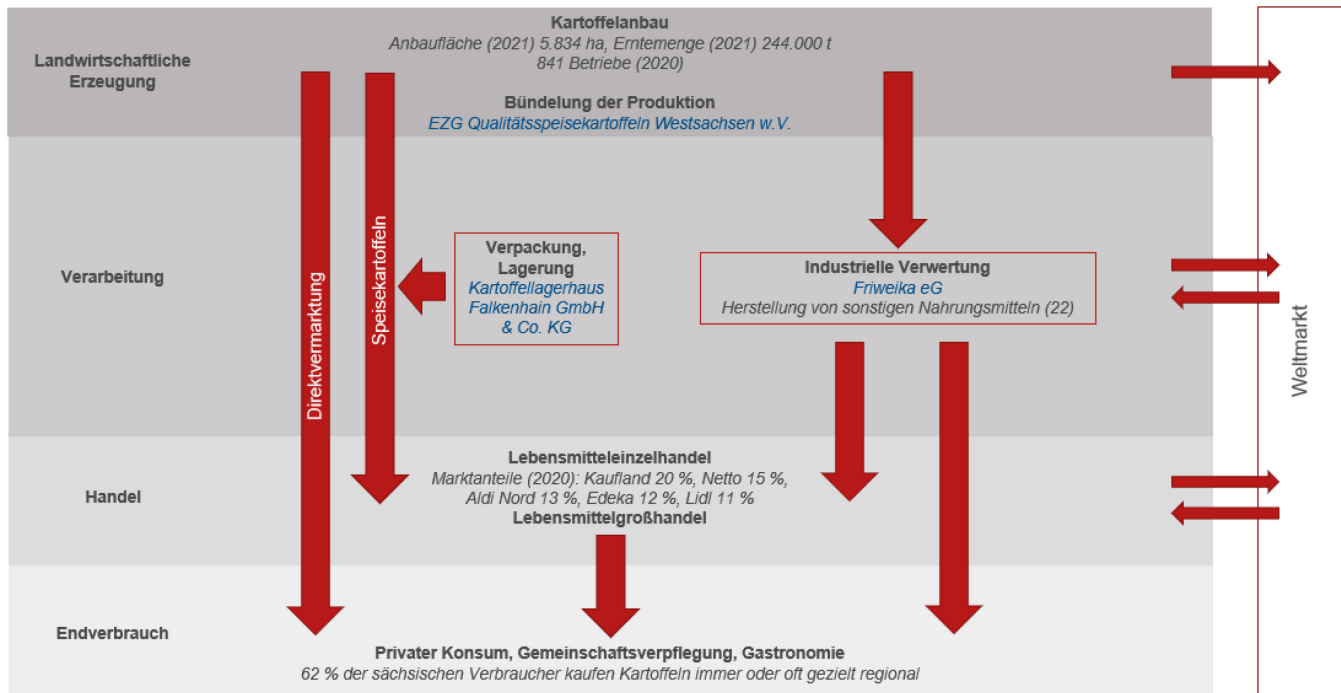 Kartoffelanbau
Anbaufläche (2021) 5.834 ha, Erntemenge (2021) 244.000 t
841 Betriebe (2020)
Landwirtschaftliche
Erzeugung
Bündelung der Produktion
EZG Qualitätsspeisekartoffeln Westsachsen w.V.
Direktvermarktung
Speisekartoffeln
Verarbeitung
Verpackung,
Lagerung
Kartoffellagerhaus
Falkenhain GmbH
& Co. KG
Industrielle Verwertung
Friweika eG
Herstellung von sonstigen Nahrungsmitteln (22)
Weltmarkt
Handel
Lebensmitteleinzelhandel
Marktanteile (2020): Kaufland 20 %, Netto 15 %,
Aldi Nord 13 %, Edeka 12 %, Lidl 11 %
Lebensmittelgroßhandel
Endverbrauch
Privater Konsum, Gemeinschaftsverpflegung, Gastronomie
62 % der sächsischen Verbraucher kaufen Kartoffeln immer oder oft gezielt regional